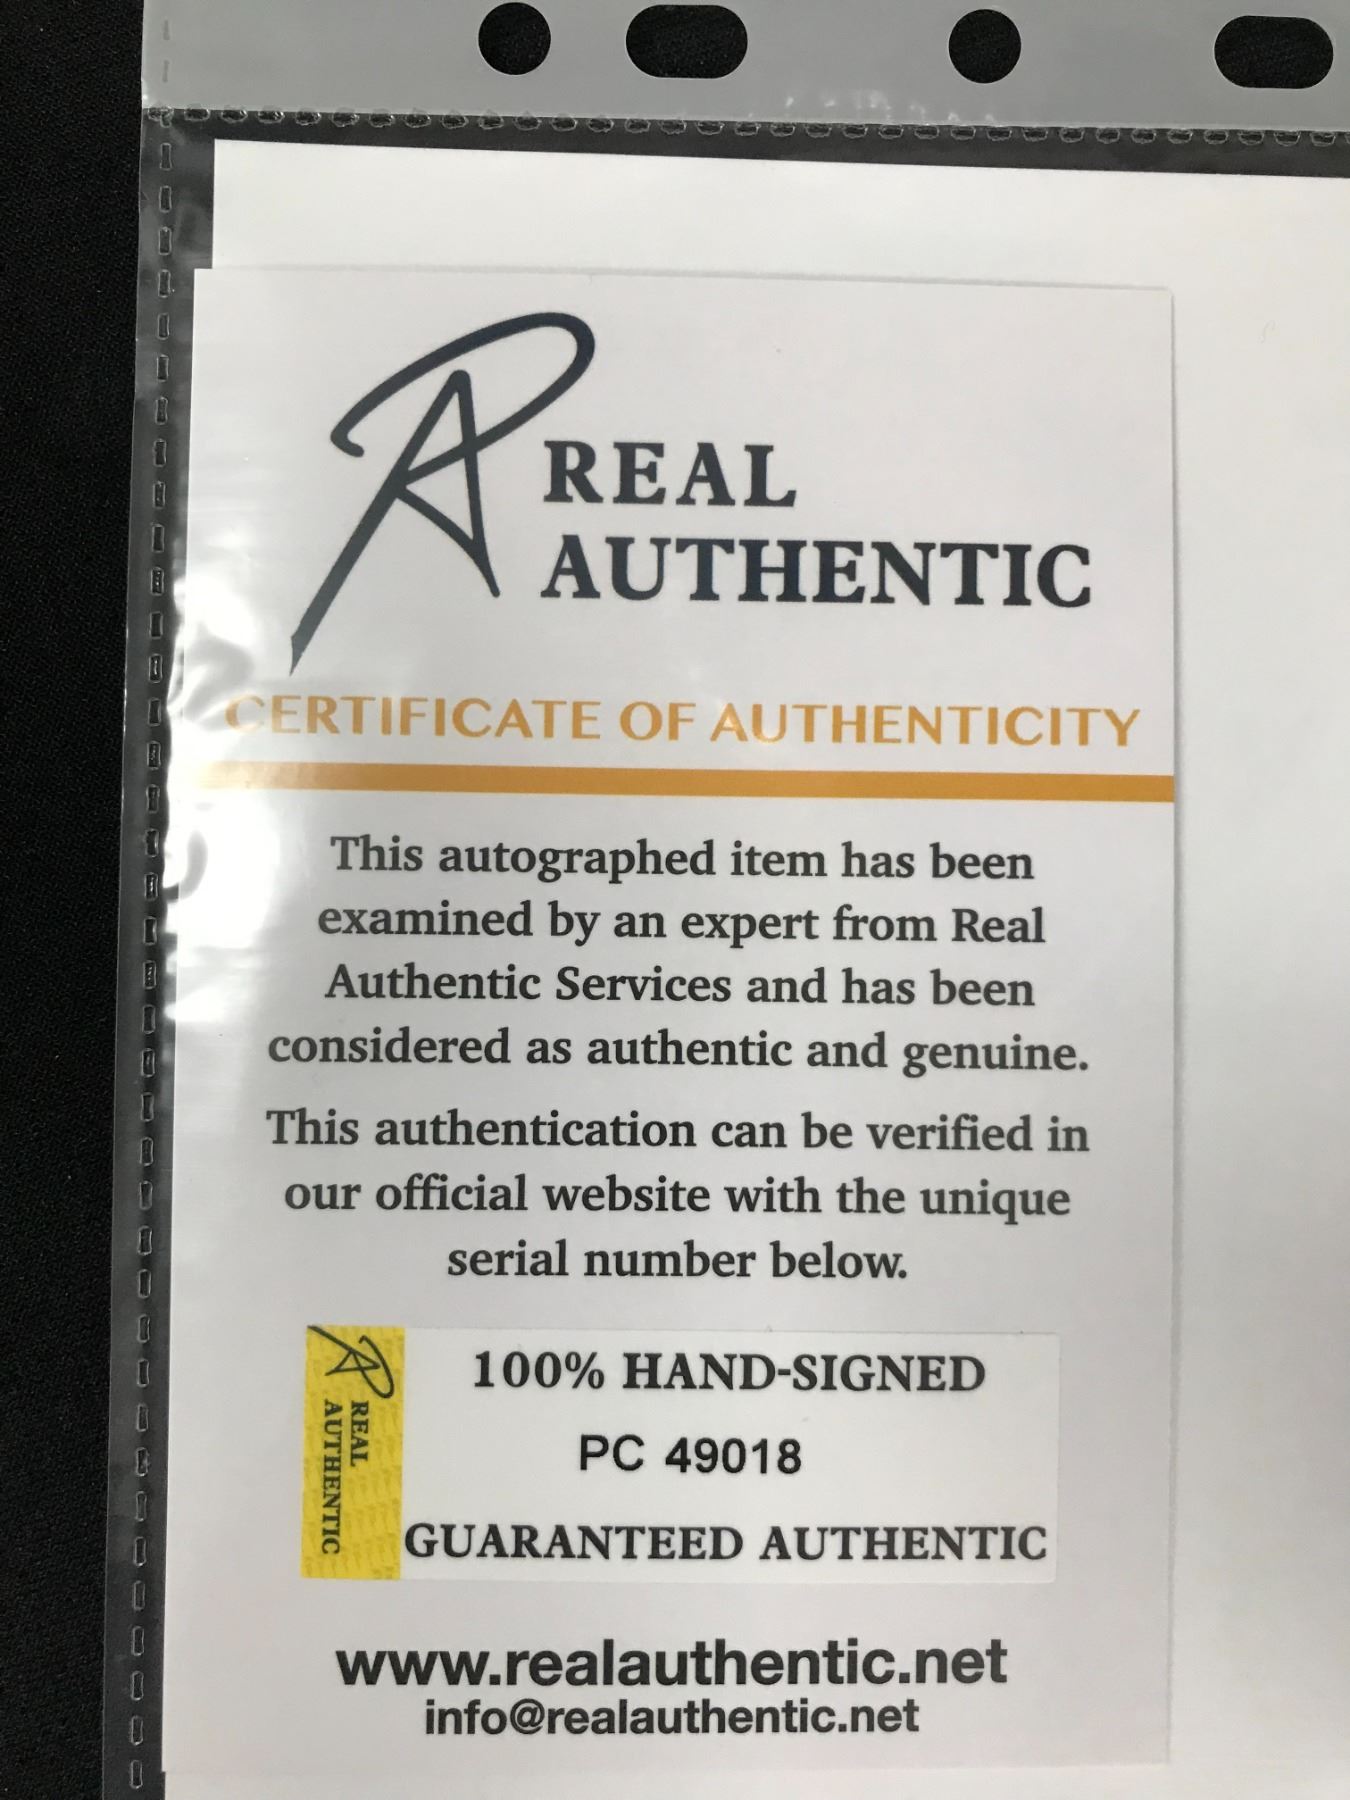 REAL
AUTHENTIC
CERTIFICATE OF AUTHENTICITY
This autographed item has been
examined by an expert from Real
Authentic Services and has been
considered as authentic and genuine.
This authentication can be verified in
our official website with the unique
serial number below.
REAL
AUTHENTIC
100% HAND-SIGNED
PC 49018
GUARANTEED AUTHENTIC
www.realauthentic.net
info@realauthentic.net